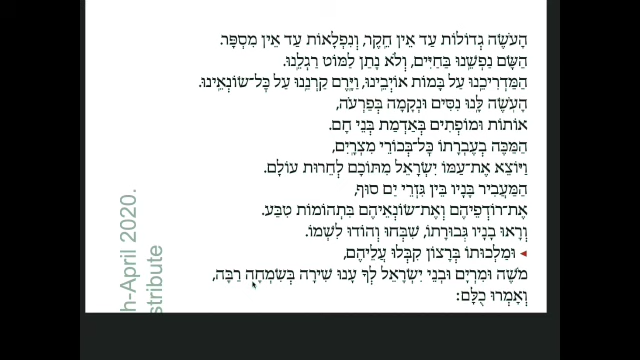 הָעֹשֶׂה גְדוֹלוֹת עַד אֵין חֵֽקֶר, וְנִפְלָאוֹת עַד אֵין מִסְפָּר.
הַשָּׂם נַפְשֵֽׁנוּ בַּחַיִּים, וְלֹא נָתַן לַמּוֹט רַגְלֵֽנוּ.
הַמַּדְרִיכֵֽנוּ עַל בָּמוֹת אוֹיְבֵֽינוּ, וַיָּֽרֶם קַרְנֵֽנוּ עַל כׇּל־שׂוֹנְאֵֽינוּ.
הָעֹֽשֶׂה לָּֽנוּ נִסִּים וּנְקָמָה בְּפַרְעֹה,
אוֹתוֹת וּמוֹפְתִים בְּאַדְמַת בְּנֵי חָם.
הַמַּכֶּה בְעֶבְרָתוֹ כׇּל־בְּכוֹרֵי מִצְרָֽיִם,
וַיּוֹצֵא אֶת־עַמּוֹ יִשְׂרָאֵל מִתּוֹכָם לְחֵרוּת עוֹלָם.
הַמַּעֲבִיר בָּנָיו בֵּין גִּזְרֵי יַם סוּף,
אֶת־רוֹדְפֵיהֶם וְאֶת־שׂוֹנְאֵיהֶם בִּתְהוֹמוֹת טִבַּע.
וְרָאוּ בָנָיו גְּבוּרָתוֹ, שִׁבְּחוּ וְהוֹדוּ לִשְׁמוֹ.
◂ וּמַלְכוּתוֹ בְּרָצוֹן קִבְּלוּ עֲלֵיהֶם,
מֹשֶׁה וּמִרְיָם וּבְנֵי יִשְׂרָאֵל לְךָ עָנוּ שִׁירָה בְּשִׂמְחָה רַבָּה,
וְאָמְרוּ כֻלָּם:
h-April 2020.
stribute